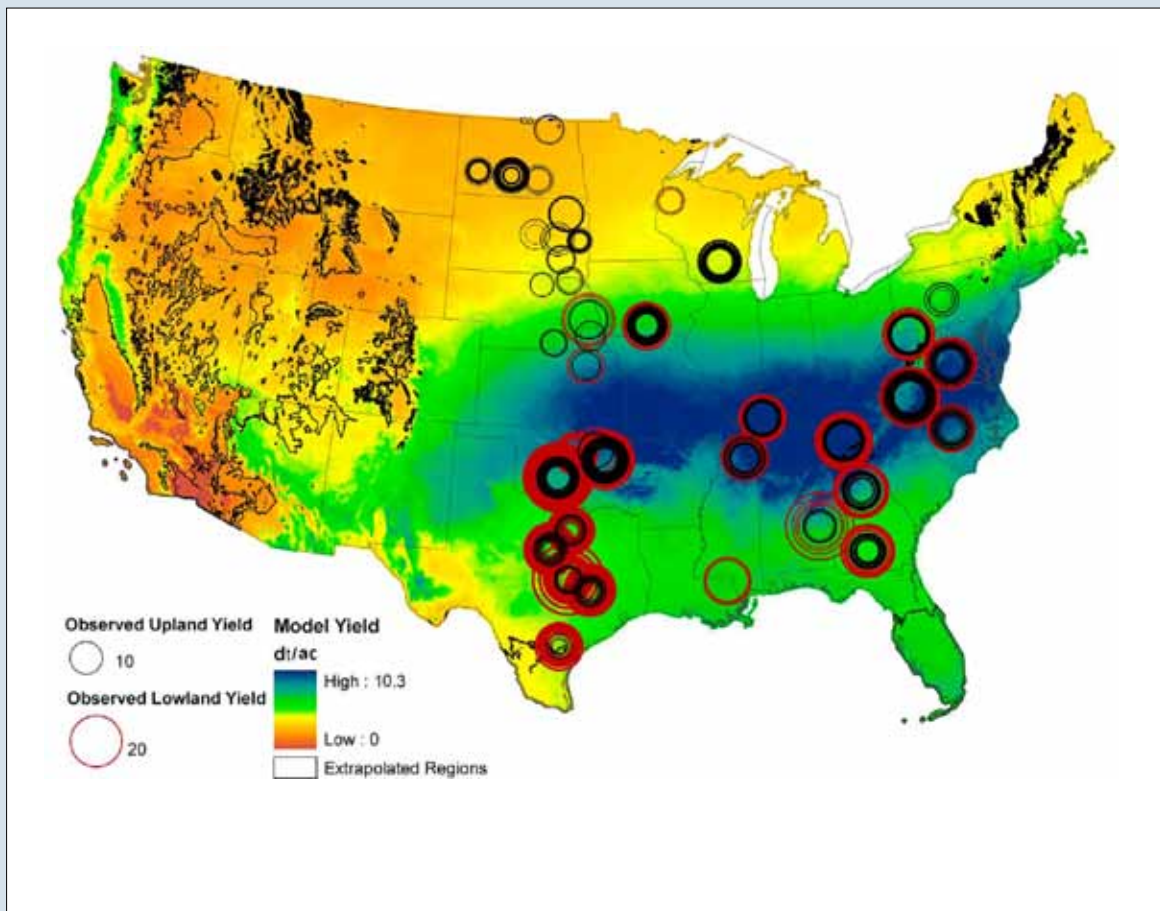 Observed Upland Yield
10
Observed Lowland Yield
20
Model Yield
dt/ac
High : 10.3
Low : 0
Extrapolated Regions